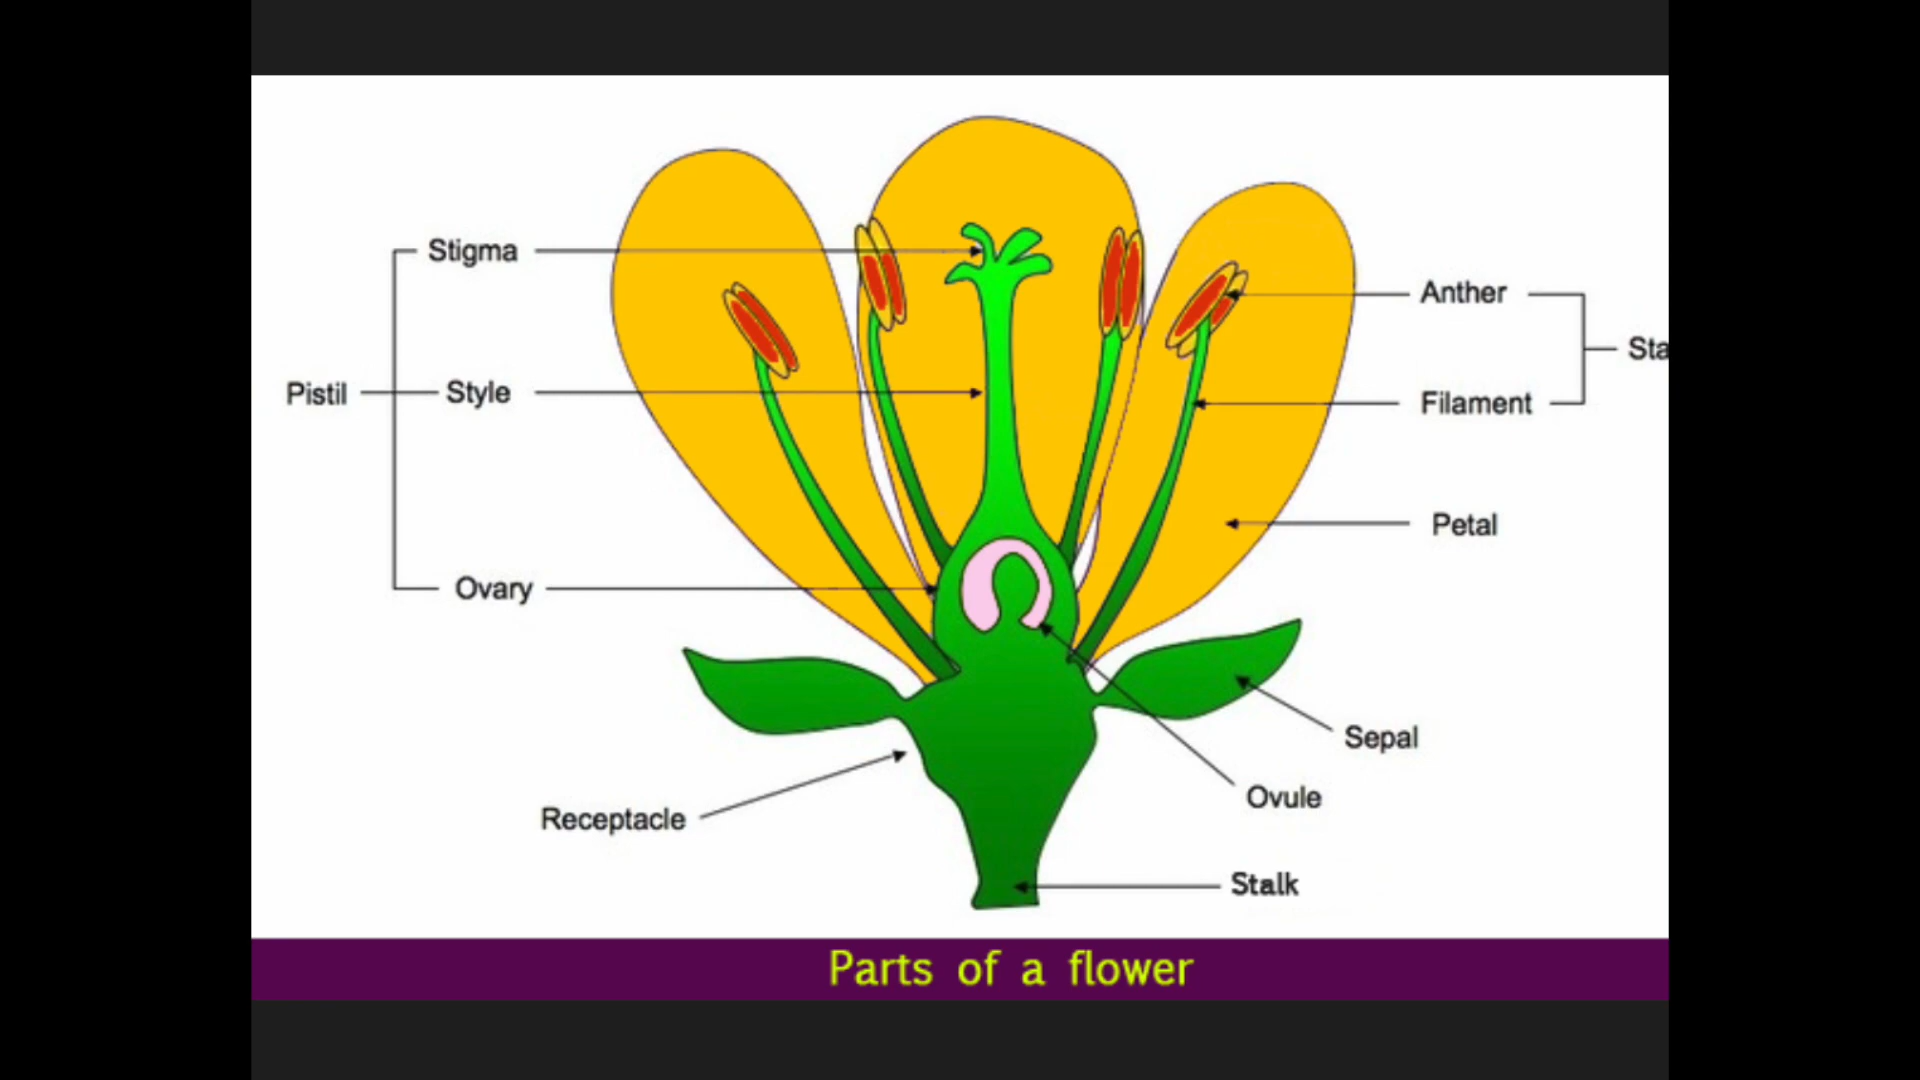 Stigma
Anther
Sta
Pistil
Style
Filament
Petal
Ovary
Sepal
Ovule
Receptacle
Stalk
Parts of a flower